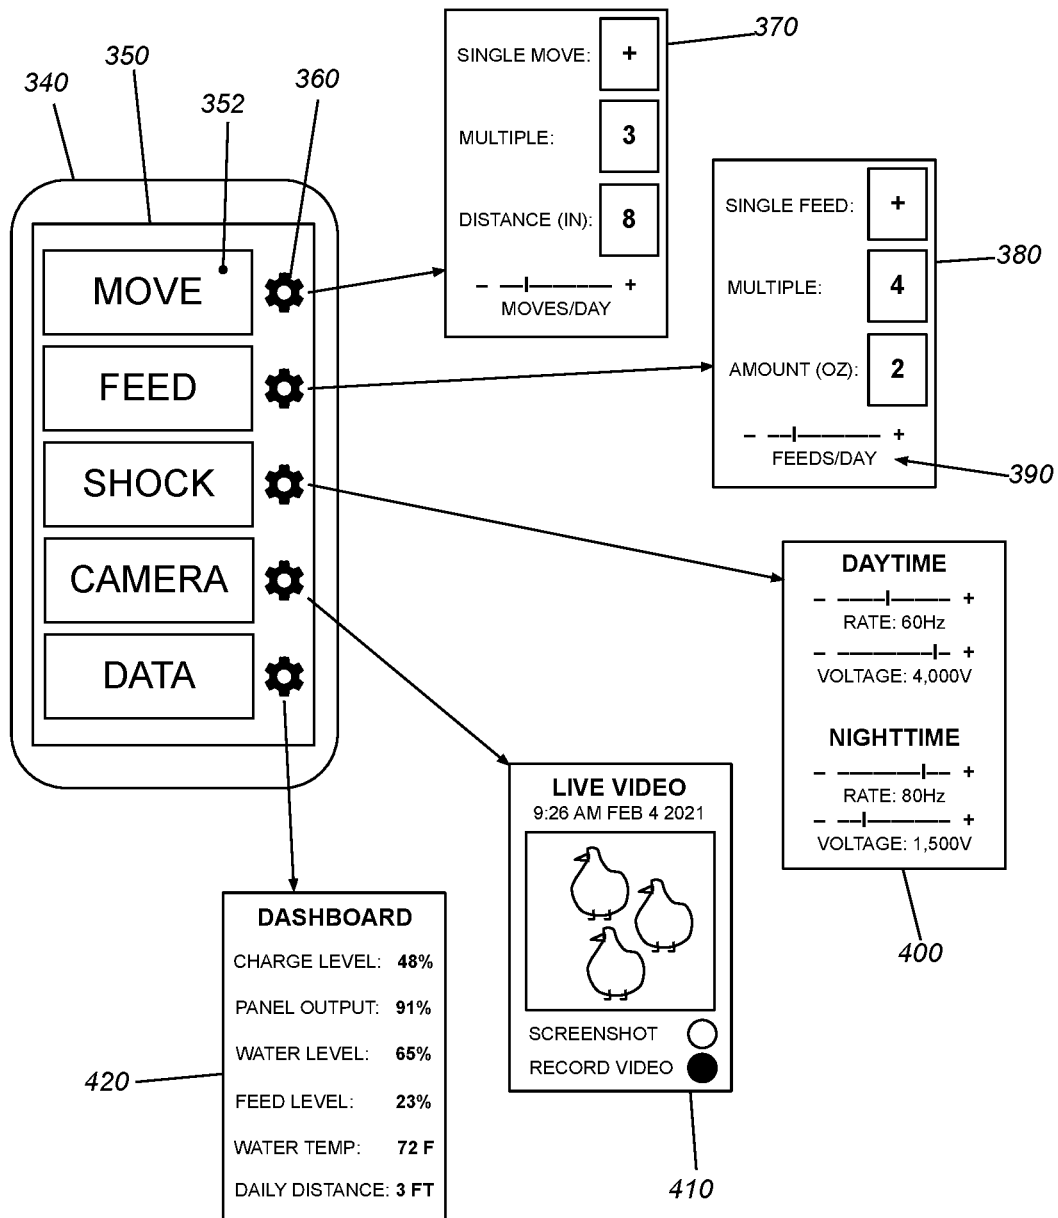 340
350
352
360
MOVE
FEED
SHOCK
CAMERA
DATA
370
SINGLE MOVE: +
MULTIPLE: 3
DISTANCE (IN): 8
- +
MOVES/DAY
380
SINGLE FEED: +
MULTIPLE: 4
AMOUNT (OZ): 2
- +
FEEDS/DAY
390
DAYTIME
- +
RATE: 60Hz
- +
VOLTAGE: 4,000V
NIGHTTIME
- +
RATE: 80Hz
- +
VOLTAGE: 1,500V
400
LIVE VIDEO
9:26 AM FEB 4 2021
SCREENSHOT
RECORD VIDEO
410
DASHBOARD
CHARGE LEVEL: 48%
PANEL OUTPUT: 91%
WATER LEVEL: 65%
FEED LEVEL: 23%
WATER TEMP: 72 F
DAILY DISTANCE: 3 FT
420